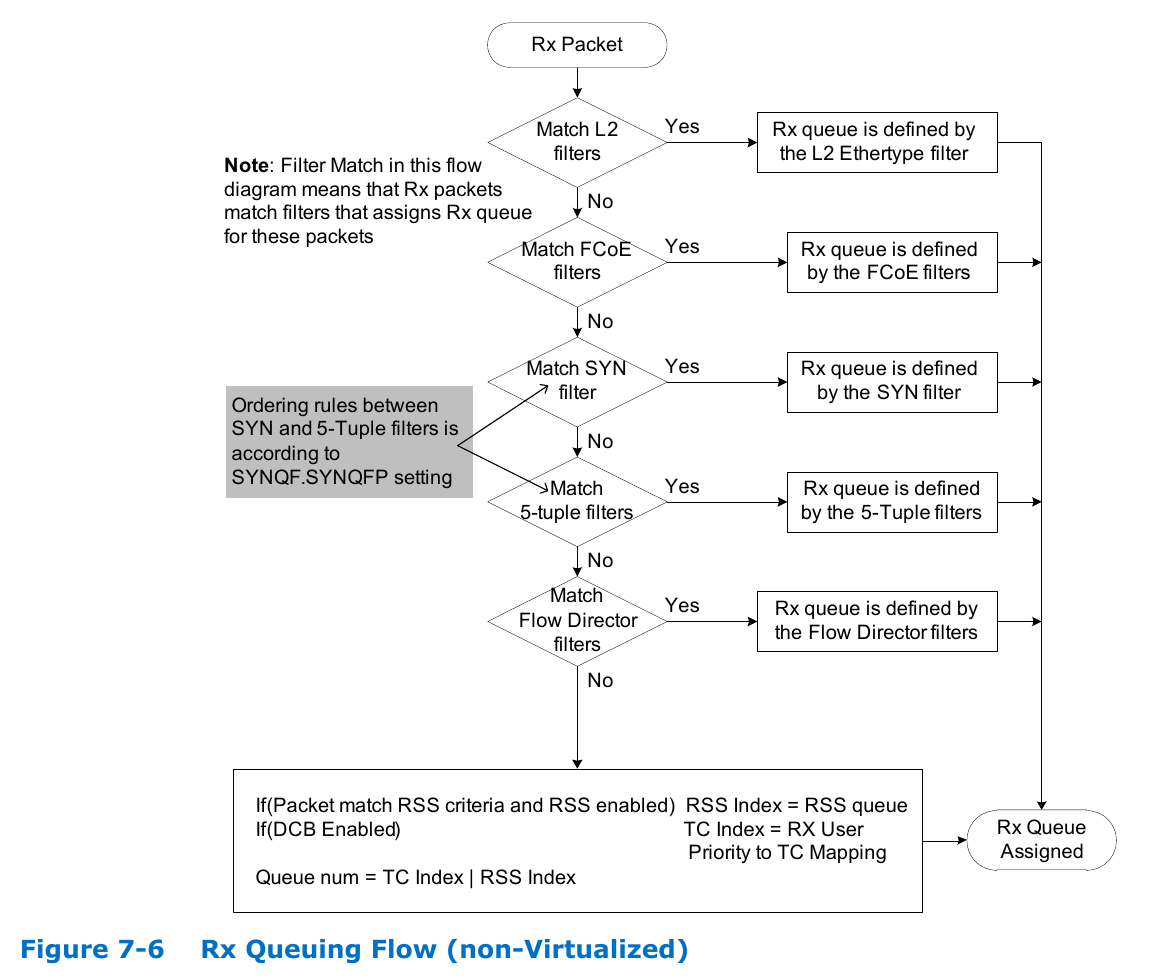 Rx Packet
Match L2
filters
Yes
Rx queue is defined by
the L2 Ethertype filter
Note: Filter Match in this flow
diagram means that Rx packets
match filters that assigns Rx queue
for these packets
No
Match FCoE
filters
Yes
Rx queue is defined
by the FCoE filters
No
Match SYN
filter
Yes
Rx queue is defined
by the SYN filter
Ordering rules between
SYN and 5-Tuple filters is
according to
SYNQF.SYNQFP setting
No
Match
5-tuple filters
Yes
Rx queue is defined
by the 5-Tuple filters
No
Match
Flow Director
filters
Yes
Rx queue is defined by
the Flow Director filters
No
If(Packet match RSS criteria and RSS enabled) RSS Index = RSS queue
If(DCB Enabled) TC Index = RX User
Priority to TC Mapping
Queue num = TC Index | RSS Index
Rx Queue
Assigned
Figure 7-6 Rx Queuing Flow (non-Virtualized)